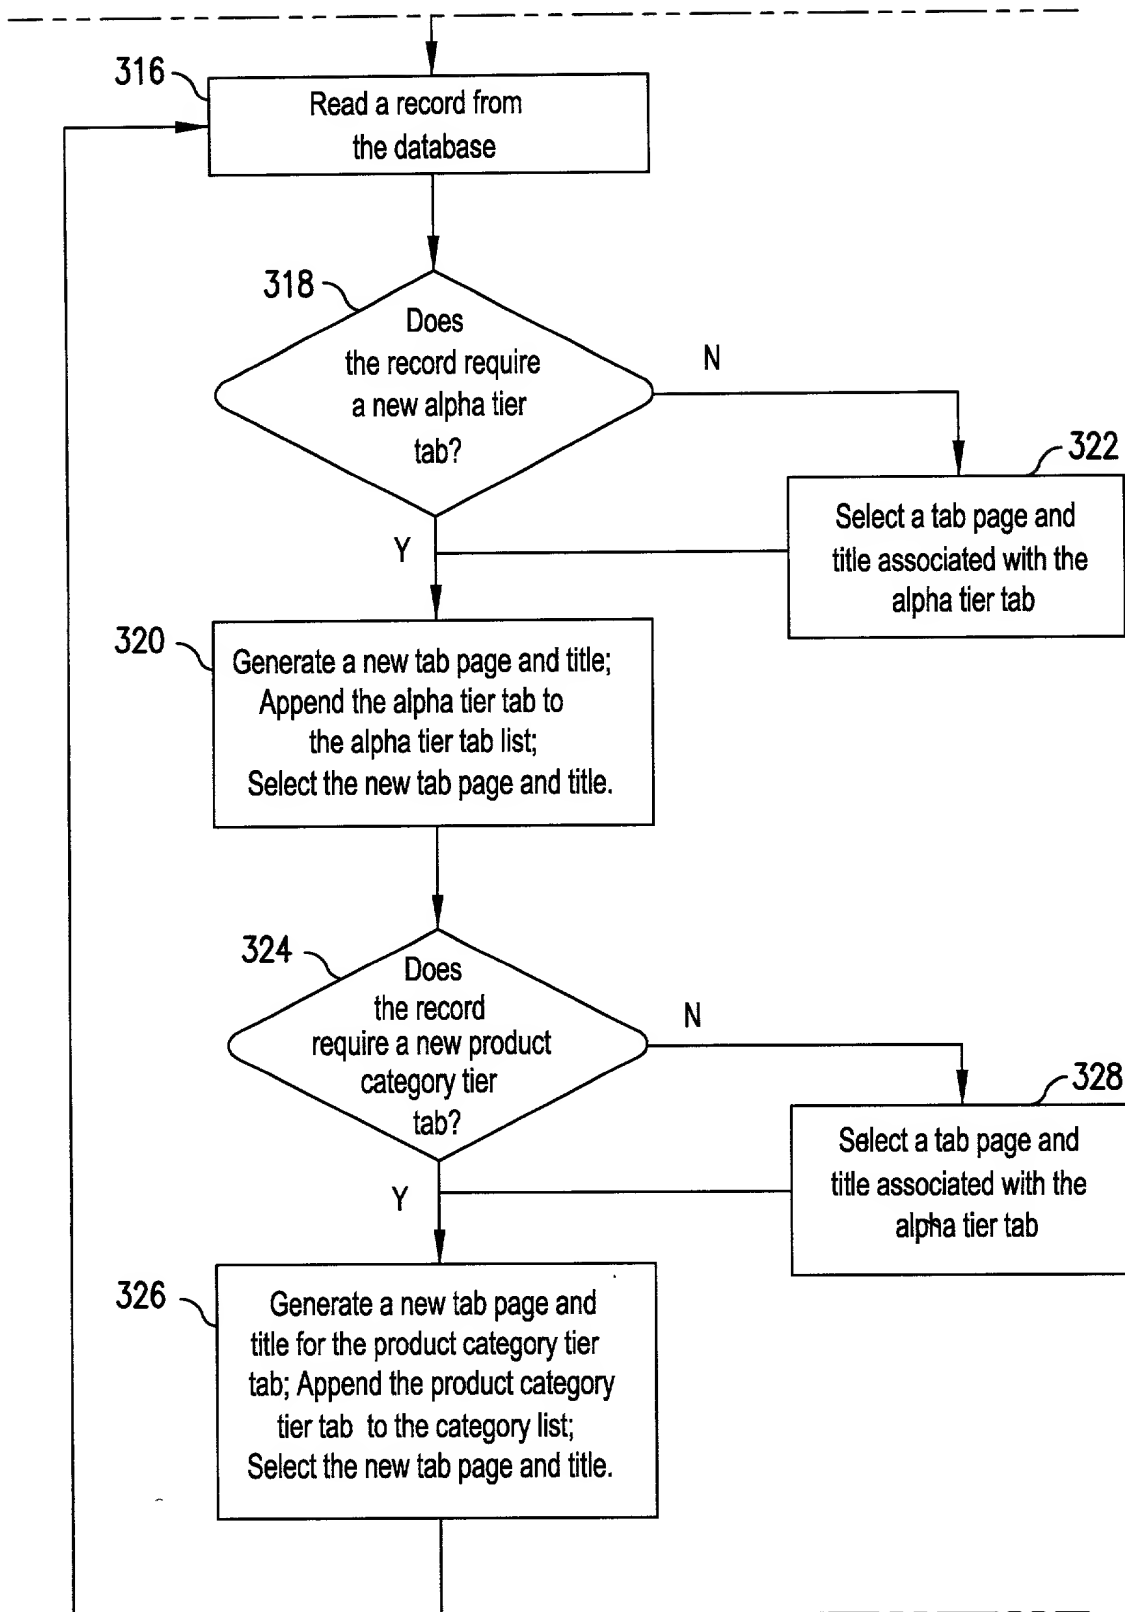 316
Read a record from
the database
318
Does
the record require
a new alpha tier
tab?
N
322
Select a tab page and
title associated with the
alpha tier tab
Y
320
Generate a new tab page and title;
Append the alpha tier tab to
the alpha tier tab list;
Select the new tab page and title.
324
Does
the record
require a new product
category tier
tab?
N
328
Select a tab page and
title associated with the
alpha tier tab
Y
326
Generate a new tab page and
title for the product category tier
tab; Append the product category
tier tab to the category list;
Select the new tab page and title.